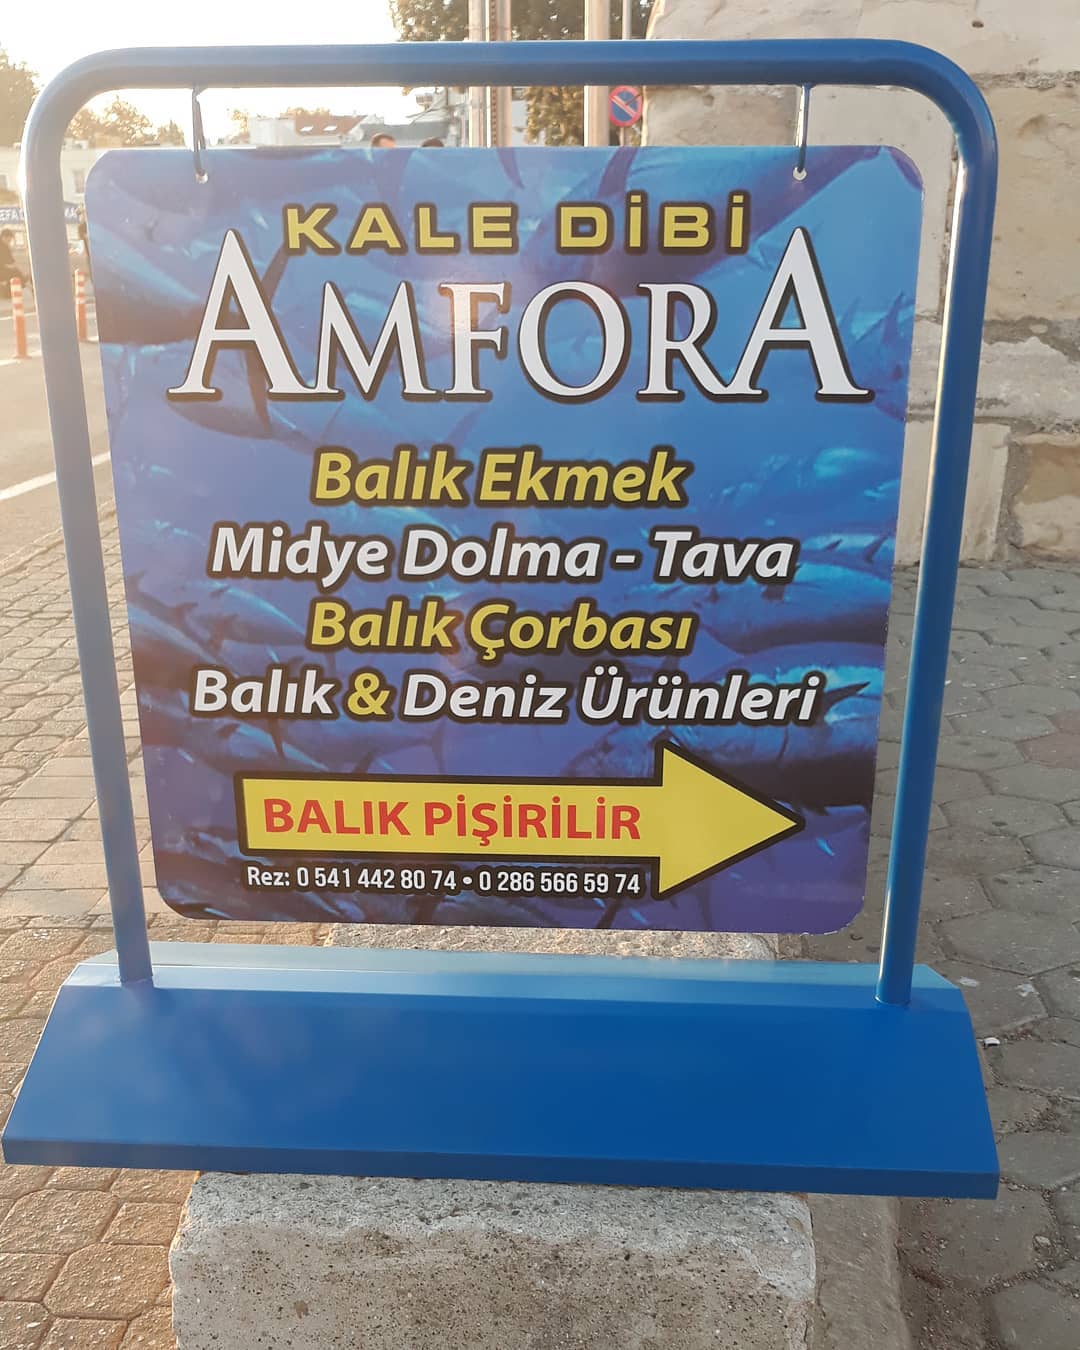 KALE DİBİ
AMFORA
Balık Ekmek
Midye Dolma - Tava
Balık Çorbası
Balık & Deniz Ürünleri
BALIK PİŞİRİLİR
Rez: 0 541 442 80 74 • 0 286 566 59 74